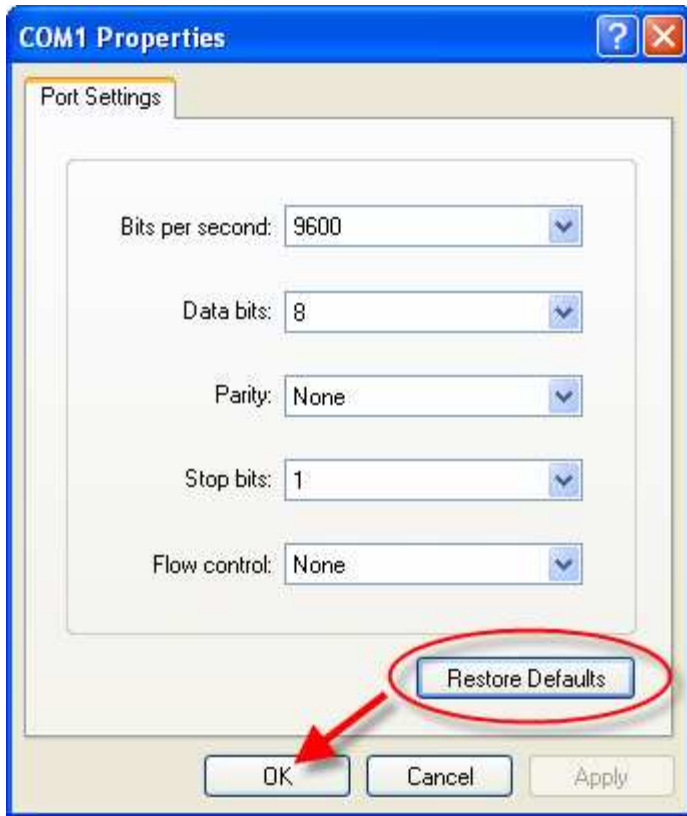 COM1 Properties
Port Settings
Bits per second: 9600
Data bits: 8
Parity: None
Stop bits: 1
Flow control: None
Restore Defaults
OK Cancel Apply